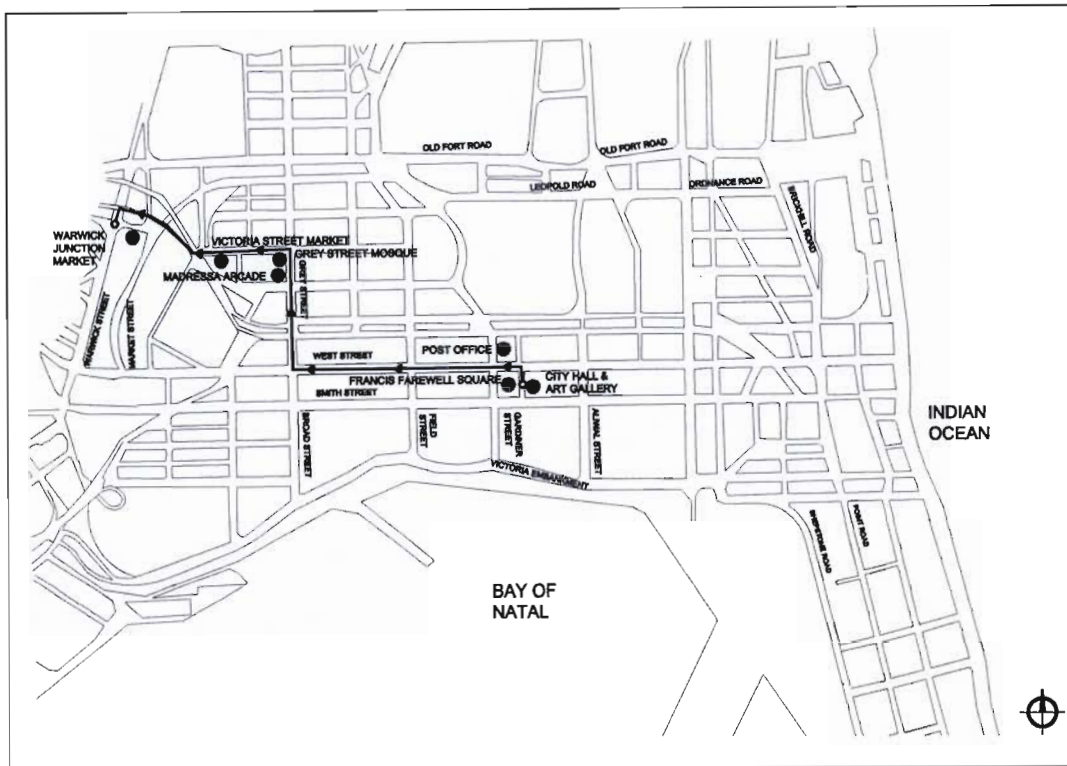 OLD FORT ROAD
OLD FORT ROAD
LEOPOLD ROAD
ORDNANCE ROAD
BRICKHILL ROAD
WARWICK
JUNCTION
MARKET
VICTORIA STREET MARKET
GREY STREET MOSQUE
MADRESSA ARCADE
GREY STREET
WARWICK STREET
MARKET STREET
WEST STREET
POST OFFICE
FRANCIS FAREWELL SQUARE
CITY HALL &
ART GALLERY
SMITH STREET
BROAD STREET
FIELD
STREET
GARDINER
STREET
ALIWAL STREET
VICTORIA EMBANKMENT
INDIAN
OCEAN
SHEPSTONE ROAD
POINT ROAD
BAY OF
NATAL